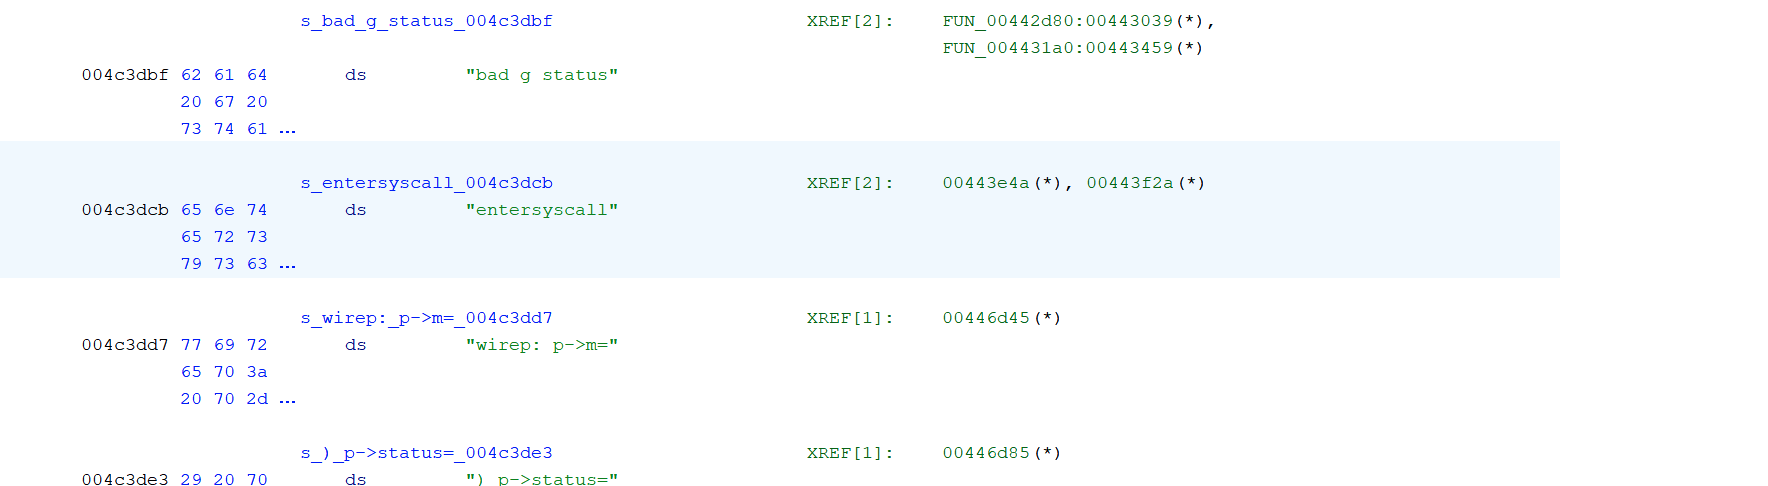 s_bad_g_status_004c3dbf XREF[2]: FUN_00442d80:00443039(*),
FUN_004431a0:00443459(*)
004c3dbf 62 61 64 ds "bad g status"
20 67 20
73 74 61 ...
s_entersyscall_004c3dcb XREF[2]: 00443e4a(*), 00443f2a(*)
004c3dcb 65 6e 74 ds "entersyscall"
65 72 73
79 73 63 ...
s_wirep:_p->m=_004c3dd7 XREF[1]: 00446d45(*)
004c3dd7 77 69 72 ds "wirep: p->m="
65 70 3a
20 70 2d ...
s_)_p->status=_004c3de3 XREF[1]: 00446d85(*)
004c3de3 29 20 70 ds ") p->status="